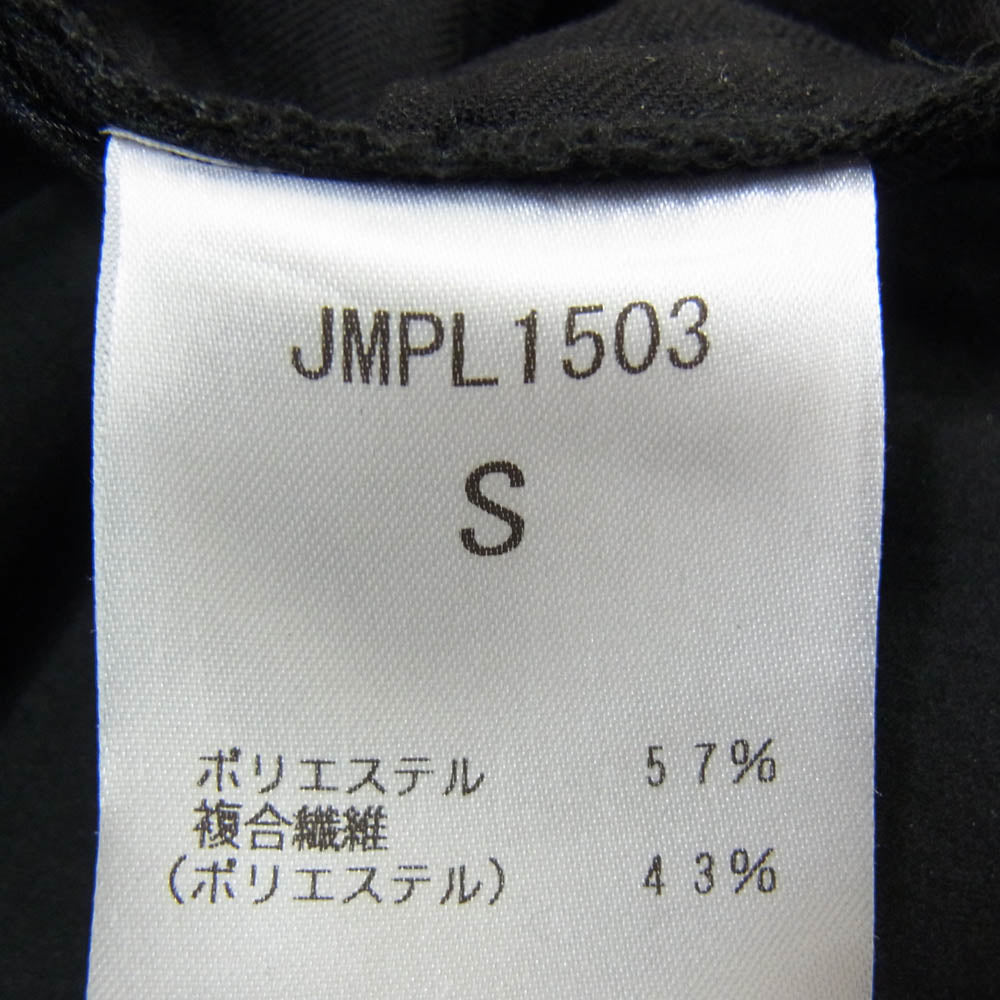 JMPL1503
S
ポリエステル 57%
複合繊維
(ポリエステル) 43%